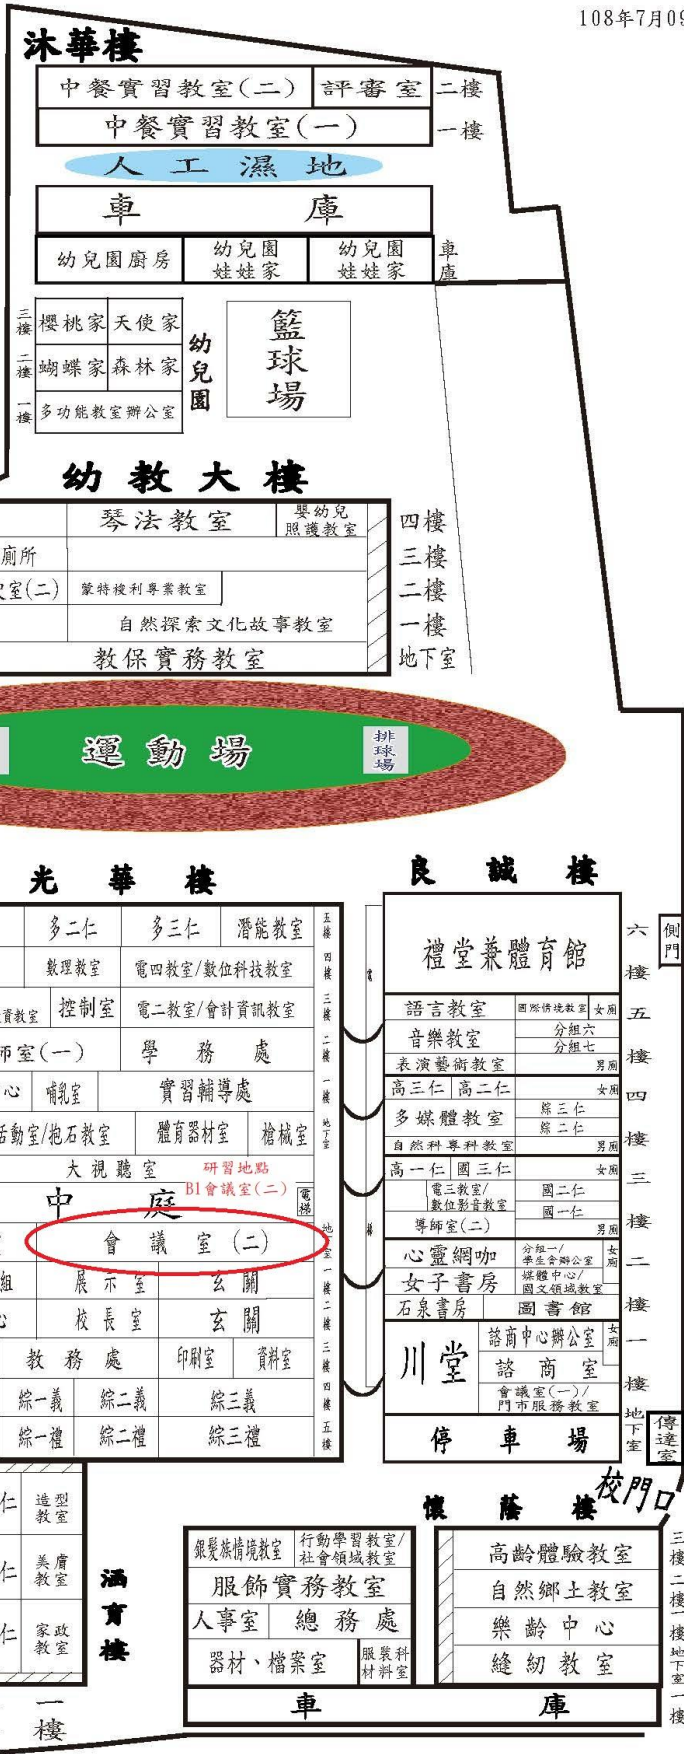 108年7月09
沐華樓
中餐實習教室(二) 評審室 二樓
中餐實習教室(一) 一樓
人工濕地
車庫
幼兒園廚房 幼兒園娃娃家 幼兒園娃娃家 車庫
三樓 櫻桃家 天使家
二樓 蝴蝶家 森林家
一樓 多功能教室辦公室
幼兒園
籃球場
幼教大樓
琴法教室 嬰幼兒照護教室 四樓
廁所 三樓
室(二) 蒙特梭利專業教室 二樓
自然探索文化故事教室 一樓
教保實務教室 地下室
運動場 排球場
光華樓
多二仁 多三仁 潛能教室 五樓
數理教室 電四教室/數位科技教室 四樓
資教室 控制室 電二教室/會計資訊教室 三樓
師室(一) 學務處 二樓
心 哺乳室 實習輔導處 一樓
活動室/抱石教室 體育器材室 槍械室 地下室
大視聽室 研習地點
B1會議室(二)
中庭 電梯
會議室(二) 地下室
組 展示室 玄關 一樓
心 校長室 玄關 二樓
教務處 印刷室 資料室 三樓
綜一義 綜二義 綜三義 四樓
綜一禮 綜二禮 綜三禮 五樓
良誠樓
禮堂兼體育館 六樓
側門
電梯
語言教室 國際情境教室 女廁 五樓
音樂教室 分組六
分組七
表演藝術教室 男廁
高三仁 高二仁 女廁 四樓
多媒體教室 綜三仁
綜二仁
自然科專科教室 男廁
高一仁 國三仁 女廁 三樓
電三教室/數位影音教室 國二仁
國一仁
導師室(二) 男廁
心靈網咖 分組一/學生會辦公室 女廁 二樓
女子書房 媒體中心/國文領域教室
石泉書房 圖書館
川堂 諮商中心辦公室 女廁 一樓
諮商室
會議室(一)/門市服務教室
停車場 地下室
傳達室
校門口
仁 造型教室
仁 美膚教室
仁 家政教室
涵育樓
一樓
懷蔭樓
銀髮族情境教室 行動學習教室/社會領域教室
服飾實務教室
人事室 總務處
器材、檔案室 服裝科材料室
高齡體驗教室 三樓
自然鄉土教室 二樓
樂齡中心 一樓
縫紉教室 地下室
車庫 一樓